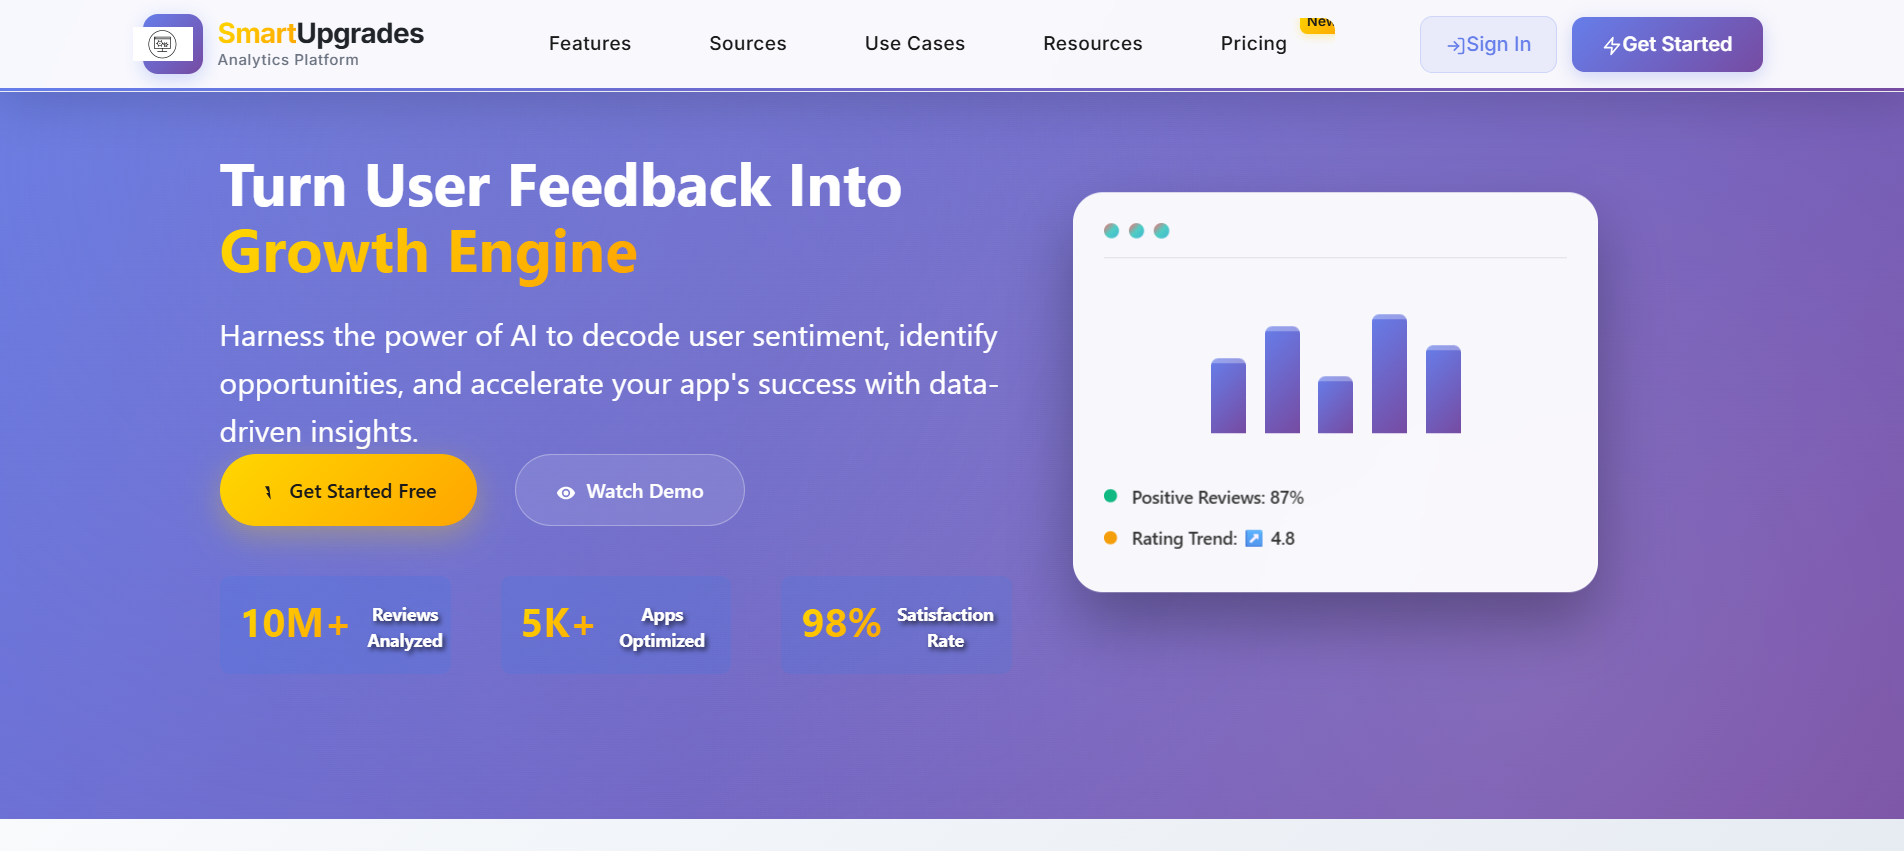 SmartUpgrades
Analytics Platform
Features
Sources
Use Cases
Resources
Pricing
New
Sign In
Get Started
Turn User Feedback Into
Growth Engine
Harness the power of AI to decode user sentiment, identify
opportunities, and accelerate your app's success with data-
driven insights.
Get Started Free
Watch Demo
10M+
Reviews
Analyzed
5K+
Apps
Optimized
98%
Satisfaction
Rate
Positive Reviews: 87%
Rating Trend: ↗ 4.8